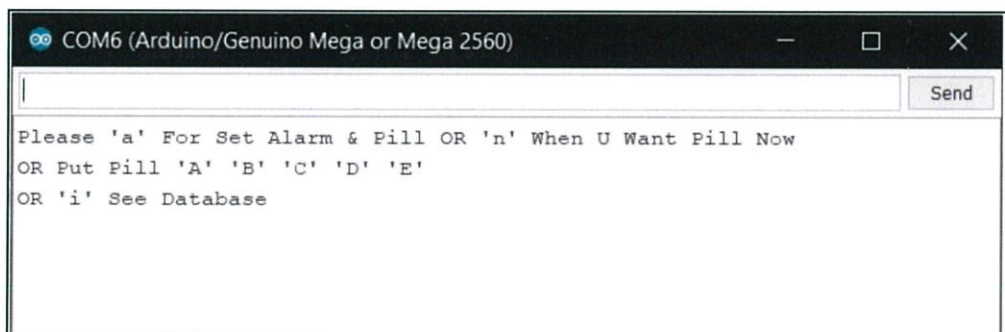 COM6 (Arduino/Genuino Mega or Mega 2560)
Send
Please 'a' For Set Alarm & Pill OR 'n' When U Want Pill Now
OR Put Pill 'A' 'B' 'C' 'D' 'E'
OR 'i' See Database